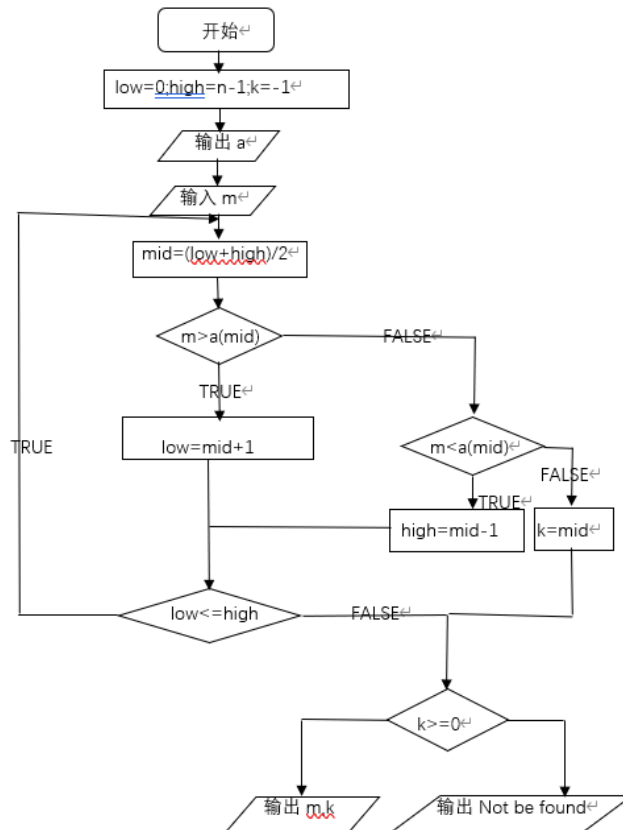 开始↵
low=0;high=n-1;k=-1↵
输出 a↵
输入 m↵
mid=(low+high)/2↵
m>a(mid)
FALSE↵
TRUE↵
low=mid+1
m<a(mid)↵
TRUE
FALSE↵
TRUE↵
high=mid-1
k=mid↵
low<=high
FALSE↵
k>=0↵
输出 m,k
输出 Not be found↵